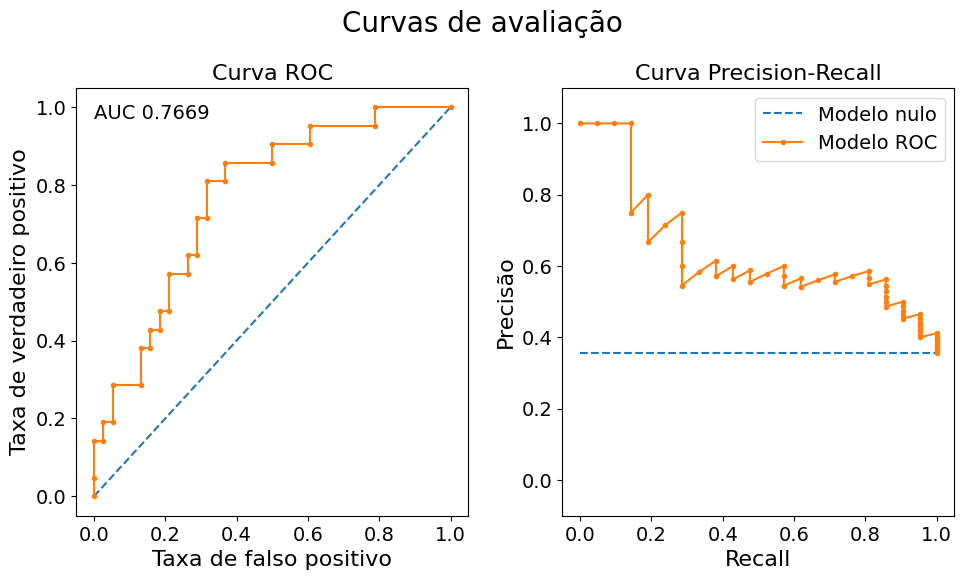 Curvas de avaliação
Curva ROC
AUC 0.7669
Taxa de verdadeiro positivo
1.0
0.8
0.6
0.4
0.2
0.0
0.0 0.2 0.4 0.6 0.8 1.0
Taxa de falso positivo
Curva Precision-Recall
Modelo nulo
Modelo ROC
Precisão
1.0
0.8
0.6
0.4
0.2
0.0
0.0 0.2 0.4 0.6 0.8 1.0
Recall